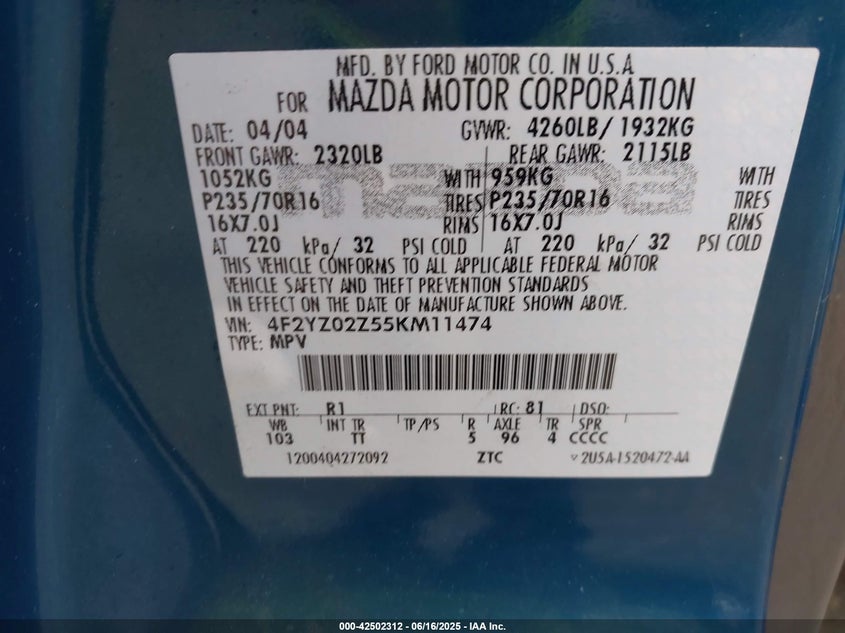 MFD. BY FORD MOTOR CO. IN U.S.A
FOR MAZDA MOTOR CORPORATION
DATE: 04/04 GVWR: 4260LB/ 1932KG
FRONT GAWR: 2320LB REAR GAWR: 2115LB
1052KG WITH 959KG WITH
P235/70R16 TIRES P235/70R16 TIRES
16X7.0J RIMS 16X7.0J RIMS
AT 220 kPa/ 32 PSI COLD AT 220 kPa/ 32 PSI COLD
THIS VEHICLE CONFORMS TO ALL APPLICABLE FEDERAL MOTOR
VEHICLE SAFETY AND THEFT PREVENTION STANDARDS
IN EFFECT ON THE DATE OF MANUFACTURE SHOWN ABOVE.
VIN: 4F2YZ02Z55KM11474
TYPE: MPV
EXT PNT: R1 RC: 81 DSO:
WB INT TR TP/PS R AXLE TR SPR
103 TT 5 96 4 CCCC
1200404272092 ZTC 2U5A-1520472-AA
000-42502312 - 06/16/2025 - IAA Inc.